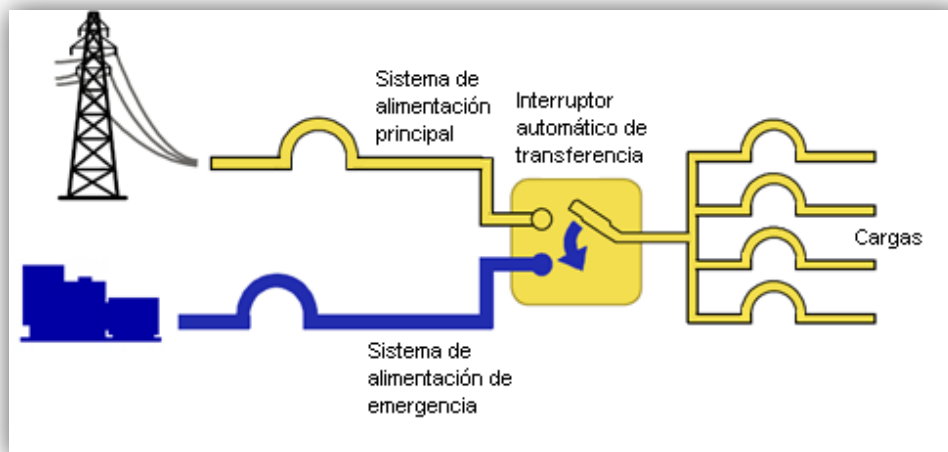 Sistema de
alimentación
principal
Interruptor
automático de
transferencia
Cargas
Sistema de
alimentación de
emergencia